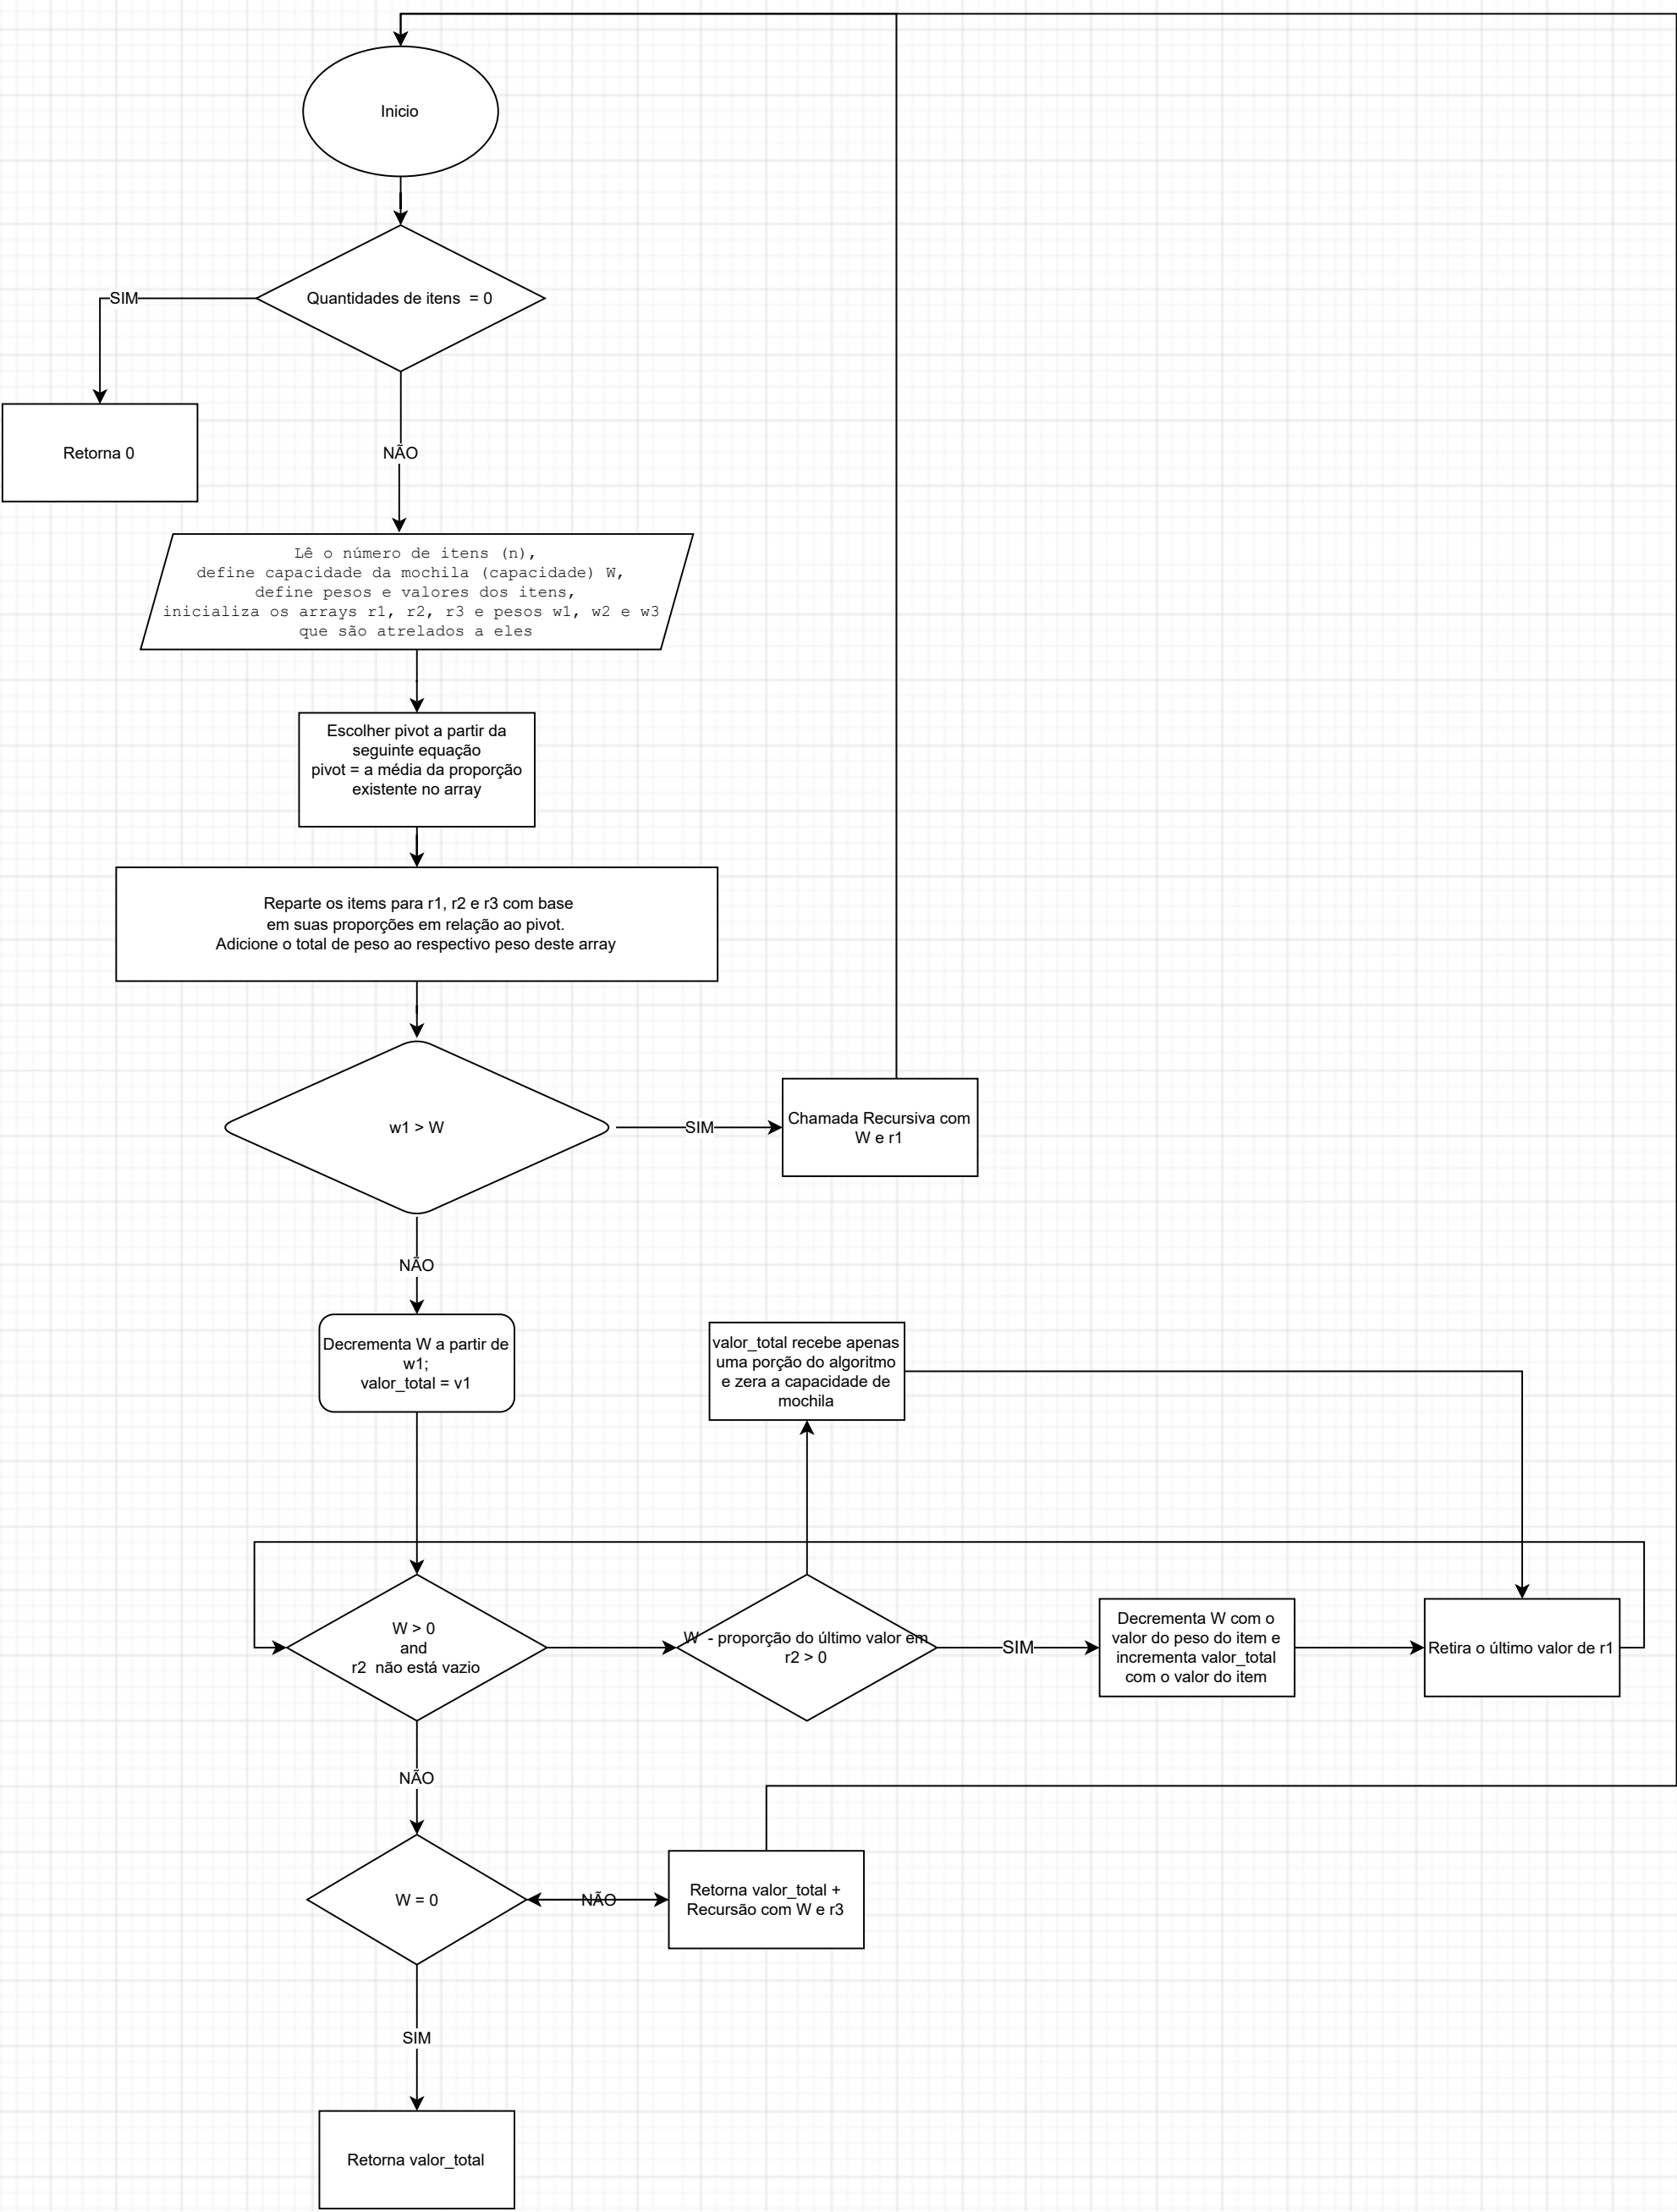 Inicio
Quantidades de itens = 0
SIM
Retorna 0
NÃO
Lê o número de itens (n),
define capacidade da mochila (capacidade) W,
define pesos e valores dos itens,
inicializa os arrays r1, r2, r3 e pesos w1, w2 e w3
que são atrelados a eles
Escolher pivot a partir da
seguinte equação
pivot = a média da proporção
existente no array
Reparte os items para r1, r2 e r3 com base
em suas proporções em relação ao pivot.
Adicione o total de peso ao respectivo peso deste array
w1 > W
SIM
Chamada Recursiva com
W e r1
NÃO
Decrementa W a partir de
w1;
valor_total = v1
valor_total recebe apenas
uma porção do algoritmo
e zera a capacidade de
mochila
W > 0
and
r2 não está vazio
W - proporção do último valor em
r2 > 0
SIM
Decrementa W com o
valor do peso do item e
incrementa valor_total
com o valor do item
Retira o último valor de r1
NÃO
W = 0
NÃO
Retorna valor_total +
Recursão com W e r3
SIM
Retorna valor_total